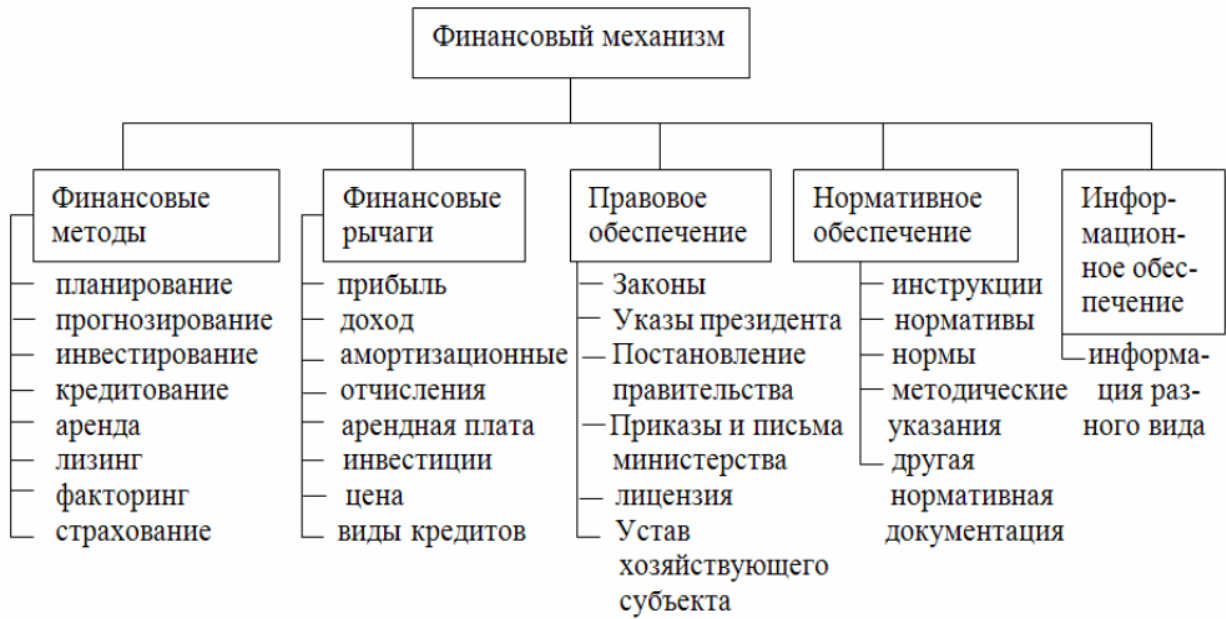 Финансовый механизм
Финансовые
методы
планирование
прогнозирование
инвестирование
кредитование
аренда
лизинг
факторинг
страхование
Финансовые
рычаги
прибыль
доход
амортизационные
отчисления
арендная плата
инвестиции
цена
виды кредитов
Правовое
обеспечение
Законы
Указы президента
Постановление
правительства
Приказы и письма
министерства
лицензия
Устав
хозяйствующего
субъекта
Нормативное
обеспечение
инструкции
нормативы
нормы
методические
указания
другая
нормативная
документация
Инфор-
мацион-
ное обес-
печение
информа-
ция раз-
ного вида